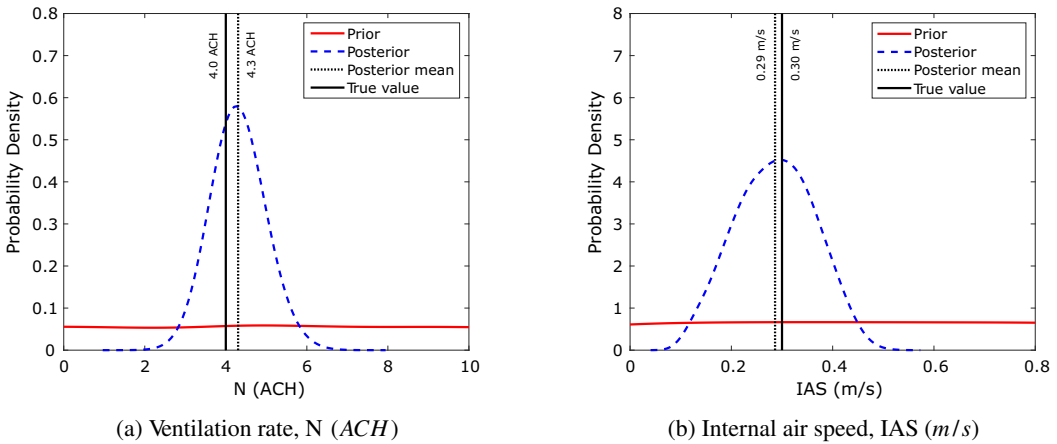 0.8
0.7
0.6
0.5
0.4
0.3
0.2
0.1
0
Probability Density
4.0 ACH
4.3 ACH
Prior
Posterior
Posterior mean
True value
0 2 4 6 8 10
N (ACH)
(a) Ventilation rate, N (ACH)
8
7
6
5
4
3
2
1
0
Probability Density
0.29 m/s
0.30 m/s
Prior
Posterior
Posterior mean
True value
0 0.2 0.4 0.6 0.8
IAS (m/s)
(b) Internal air speed, IAS (m/s)